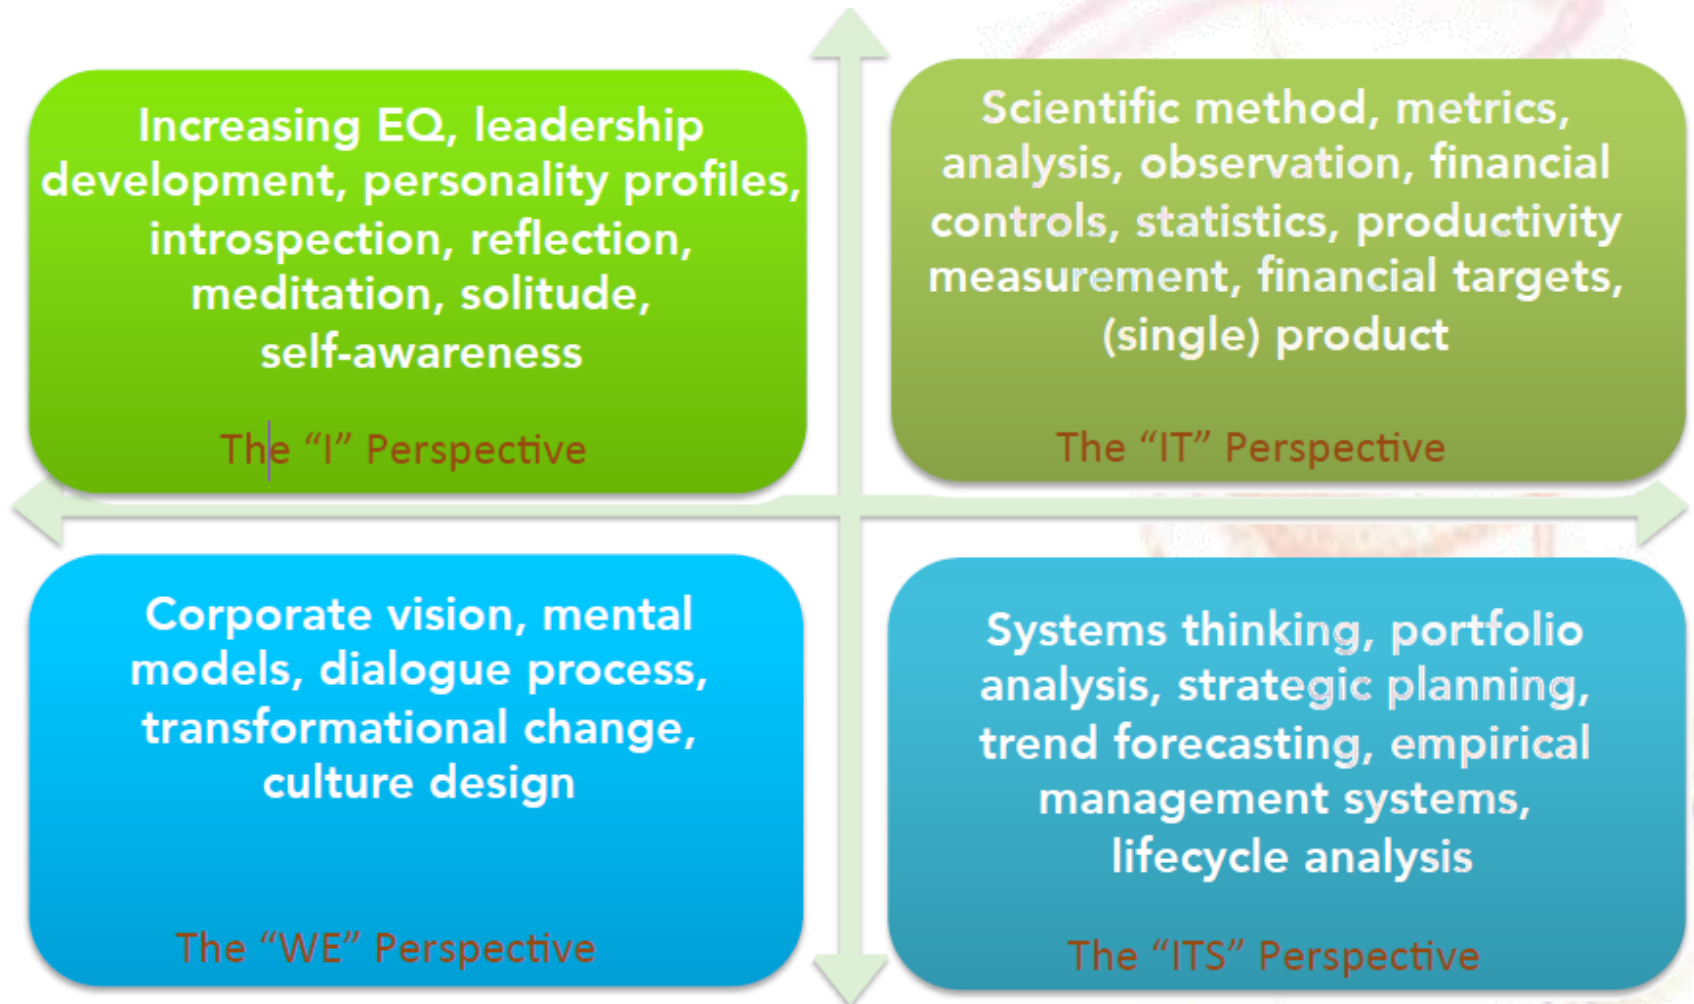 Increasing EQ, leadership
development, personality profiles,
introspection, reflection,
meditation, solitude,
self-awareness
The “I” Perspective
Scientific method, metrics,
analysis, observation, financial
controls, statistics, productivity
measurement, financial targets,
(single) product
The “IT” Perspective
Corporate vision, mental
models, dialogue process,
transformational change,
culture design
The “WE” Perspective
Systems thinking, portfolio
analysis, strategic planning,
trend forecasting, empirical
management systems,
lifecycle analysis
The “ITS” Perspective